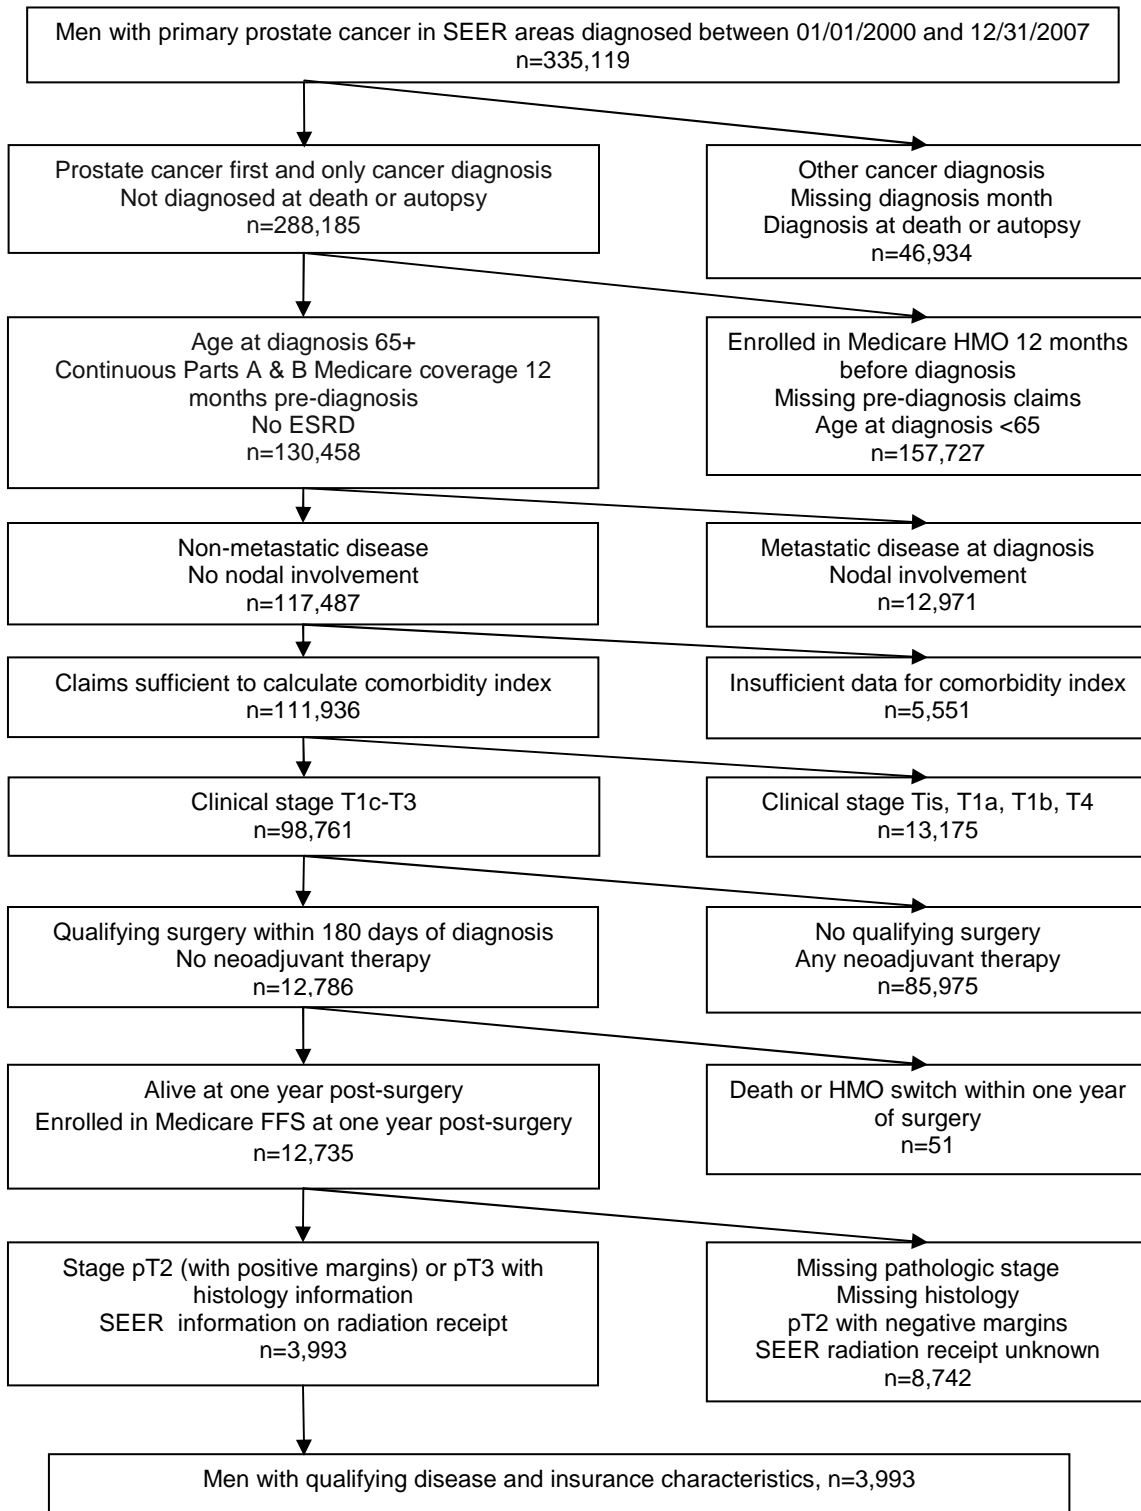 Men with primary prostate cancer in SEER areas diagnosed between 01/01/2000 and 12/31/2007
n=335,119
Prostate cancer first and only cancer diagnosis
Not diagnosed at death or autopsy
n=288,185
Other cancer diagnosis
Missing diagnosis month
Diagnosis at death or autopsy
n=46,934
Age at diagnosis 65+
Continuous Parts A & B Medicare coverage 12
months pre-diagnosis
No ESRD
n=130,458
Enrolled in Medicare HMO 12 months
before diagnosis
Missing pre-diagnosis claims
Age at diagnosis <65
n=157,727
Non-metastatic disease
No nodal involvement
n=117,487
Metastatic disease at diagnosis
Nodal involvement
n=12,971
Claims sufficient to calculate comorbidity index
n=111,936
Insufficient data for comorbidity index
n=5,551
Clinical stage T1c-T3
n=98,761
Clinical stage Tis, T1a, T1b, T4
n=13,175
Qualifying surgery within 180 days of diagnosis
No neoadjuvant therapy
n=12,786
No qualifying surgery
Any neoadjuvant therapy
n=85,975
Alive at one year post-surgery
Enrolled in Medicare FFS at one year post-surgery
n=12,735
Death or HMO switch within one year
of surgery
n=51
Stage pT2 (with positive margins) or pT3 with
histology information
SEER information on radiation receipt
n=3,993
Missing pathologic stage
Missing histology
pT2 with negative margins
SEER radiation receipt unknown
n=8,742
Men with qualifying disease and insurance characteristics, n=3,993